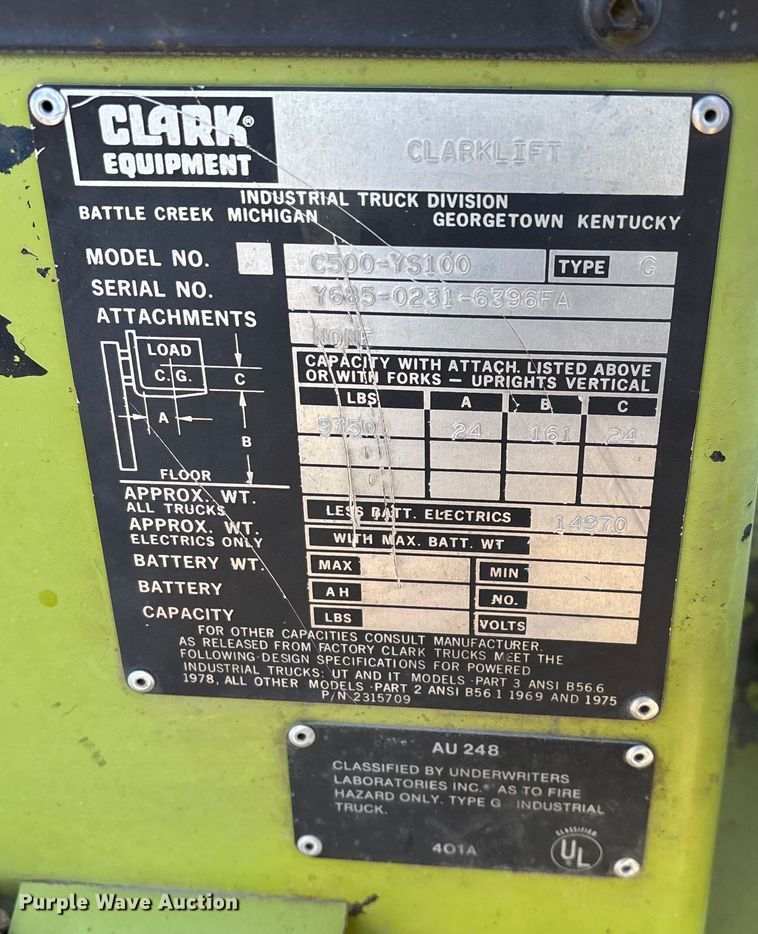 CLARK®
EQUIPMENT
CLARKLIFT
INDUSTRIAL TRUCK DIVISION
BATTLE CREEK MICHIGAN GEORGETOWN KENTUCKY
MODEL NO. C500-YS100 TYPE G
SERIAL NO. Y685-0231-6396FA
ATTACHMENTS NONE
LOAD
C.G.
C
A
B
FLOOR
CAPACITY WITH ATTACH. LISTED ABOVE
OR WITH FORKS — UPRIGHTS VERTICAL
LBS A B C
9750 24 161 24
APPROX. WT.
ALL TRUCKS
LESS BATT. ELECTRICS 14970
APPROX. WT.
ELECTRICS ONLY
WITH MAX. BATT. WT
BATTERY WT. MAX MIN
BATTERY AH NO.
CAPACITY LBS VOLTS
FOR OTHER CAPACITIES CONSULT MANUFACTURER.
AS RELEASED FROM FACTORY CLARK TRUCKS MEET THE
FOLLOWING DESIGN SPECIFICATIONS FOR POWERED
INDUSTRIAL TRUCKS: UT AND IT MODELS - PART 3 ANSI B56.6
1978, ALL OTHER MODELS - PART 2 ANSI B56.1 1969 AND 1975
P/N 2315709
AU 248
CLASSIFIED BY UNDERWRITERS
LABORATORIES INC. AS TO FIRE
HAZARD ONLY. TYPE G INDUSTRIAL
TRUCK.
401A
CLASSIFIED
UL
Purple Wave Auction